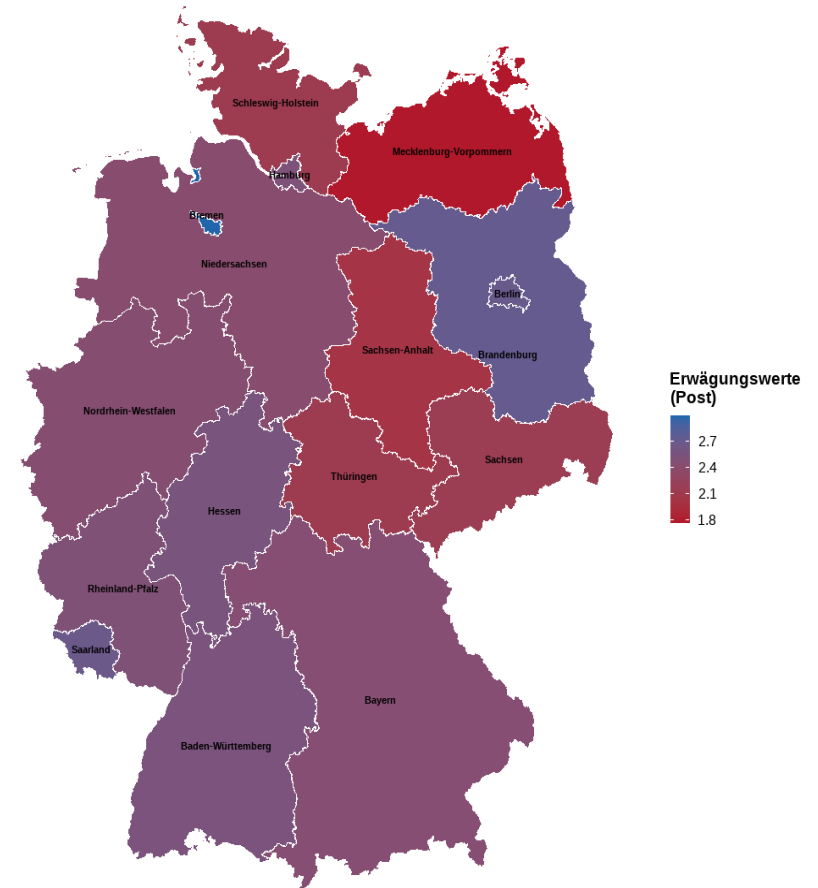 Schleswig-Holstein
Mecklenburg-Vorpommern
Hamburg
Bremen
Niedersachsen
Berlin
Sachsen-Anhalt
Brandenburg
Nordrhein-Westfalen
Sachsen
Thüringen
Hessen
Rheinland-Pfalz
Saarland
Bayern
Baden-Württemberg
Erwägungswerte
(Post)
2.7
2.4
2.1
1.8